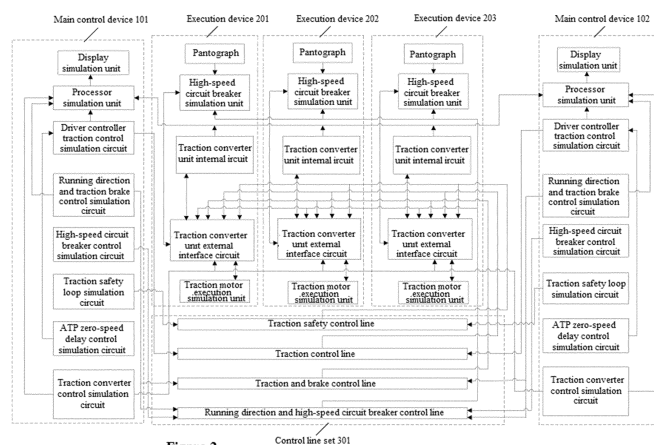 Main control device 101
Execution device 201
Execution device 202
Execution device 203
Main control device 102
Display
simulation unit
Processor
simulation unit
Driver controller
traction control
simulation circuit
Running direction
and traction brake
control simulation
circuit
High-speed circuit
breaker control
simulation circuit
Traction safety
loop simulation
circuit
ATP zero-speed
delay control
simulation circuit
Traction converter
control simulation
circuit
Pantograph
High-speed
circuit breaker
simulation unit
Traction converter
unit internal ircuit
Traction converter
unit external
interface circuit
Traction motor
execution
simulation unit
Pantograph
High-speed
circuit breaker
simulation unit
Traction converter
unit internal ircuit
Traction converter
unit external
interface circuit
Traction motor
execution
simulation unit
Pantograph
High-speed
circuit breaker
simulation unit
Traction converter
unit internal ircuit
Traction converter
unit external
interface circuit
Traction motor
execution
simulation unit
Traction safety control line
Traction control line
Traction and brake control line
Running direction and high-speed circuit breaker control line
Display
simulation unit
Processor
simulation unit
Driver controller
traction control
simulation circuit
Running direction
and traction brake
control simulation
circuit
High-speed circuit
breaker control
simulation circuit
Traction safety unit
loop simulation
circuit
ATP zero-speed
delay control
simulation circuit
Traction converter
control simulation
circuit
Control line set 301